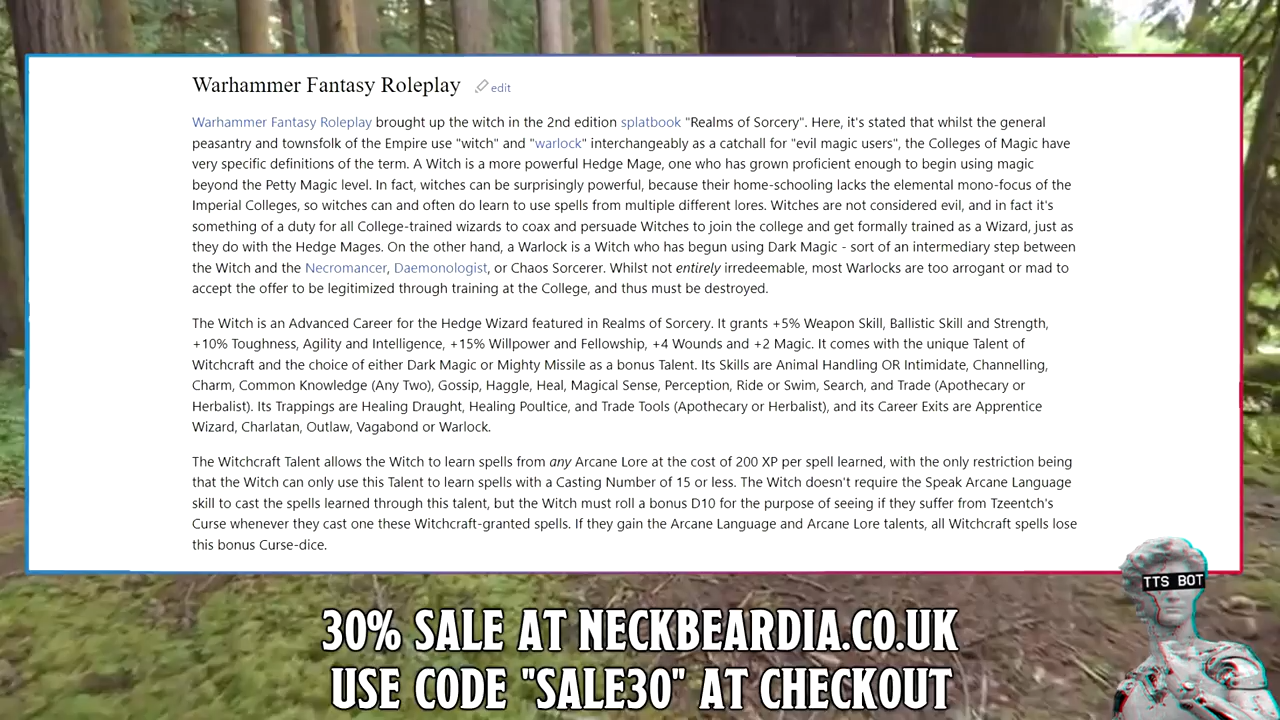 Warhammer Fantasy Roleplay edit
Warhammer Fantasy Roleplay brought up the witch in the 2nd edition splatbook "Realms of Sorcery". Here, it's stated that whilst the general
peasantry and townsfolk of the Empire use "witch" and "warlock" interchangeably as a catchall for "evil magic users", the Colleges of Magic have
very specific definitions of the term. A Witch is a more powerful Hedge Mage, one who has grown proficient enough to begin using magic
beyond the Petty Magic level. In fact, witches can be surprisingly powerful, because their home-schooling lacks the elemental mono-focus of the
Imperial Colleges, so witches can and often do learn to use spells from multiple different lores. Witches are not considered evil, and in fact it's
something of a duty for all College-trained wizards to coax and persuade Witches to join the college and get formally trained as a Wizard, just as
they do with the Hedge Mages. On the other hand, a Warlock is a Witch who has begun using Dark Magic - sort of an intermediary step between
the Witch and the Necromancer, Daemonologist, or Chaos Sorcerer. Whilst not entirely irredeemable, most Warlocks are too arrogant or mad to
accept the offer to be legitimized through training at the College, and thus must be destroyed.
The Witch is an Advanced Career for the Hedge Wizard featured in Realms of Sorcery. It grants +5% Weapon Skill, Ballistic Skill and Strength,
+10% Toughness, Agility and Intelligence, +15% Willpower and Fellowship, +4 Wounds and +2 Magic. It comes with the unique Talent of
Witchcraft and the choice of either Dark Magic or Mighty Missile as a bonus Talent. Its Skills are Animal Handling OR Intimidate, Channelling,
Charm, Common Knowledge (Any Two), Gossip, Haggle, Heal, Magical Sense, Perception, Ride or Swim, Search, and Trade (Apothecary or
Herbalist). Its Trappings are Healing Draught, Healing Poultice, and Trade Tools (Apothecary or Herbalist), and its Career Exits are Apprentice
Wizard, Charlatan, Outlaw, Vagabond or Warlock.
The Witchcraft Talent allows the Witch to learn spells from any Arcane Lore at the cost of 200 XP per spell learned, with the only restriction being
that the Witch can only use this Talent to learn spells with a Casting Number of 15 or less. The Witch doesn't require the Speak Arcane Language
skill to cast the spells learned through this talent, but the Witch must roll a bonus D10 for the purpose of seeing if they suffer from Tzeentch's
Curse whenever they cast one these Witchcraft-granted spells. If they gain the Arcane Language and Arcane Lore talents, all Witchcraft spells lose
this bonus Curse-dice.
TTS BOT
30% SALE AT NECKBEARDIA.CO.UK
USE CODE "SALE30" AT CHECKOUT